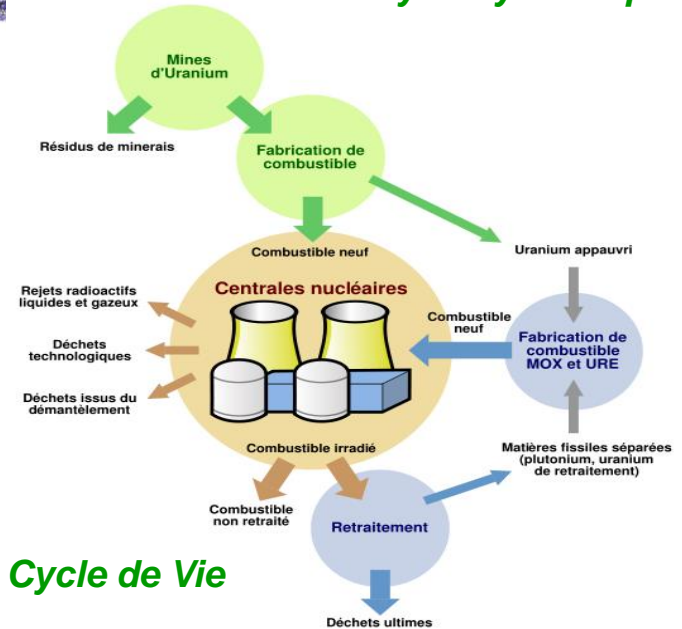 Mines
d'Uranium
Résidus de minerais
Fabrication de
combustible
Combustible neuf
Uranium appauvri
Centrales nucléaires
Rejets radioactifs
liquides et gazeux
Déchets
technologiques
Déchets issus du
démantèlement
Combustible
neuf
Fabrication de
combustible
MOX et URE
Combustible irradié
Matières fissiles séparées
(plutonium, uranium
de retraitement)
Combustible
non retraité
Retraitement
Cycle de Vie
Déchets ultimes